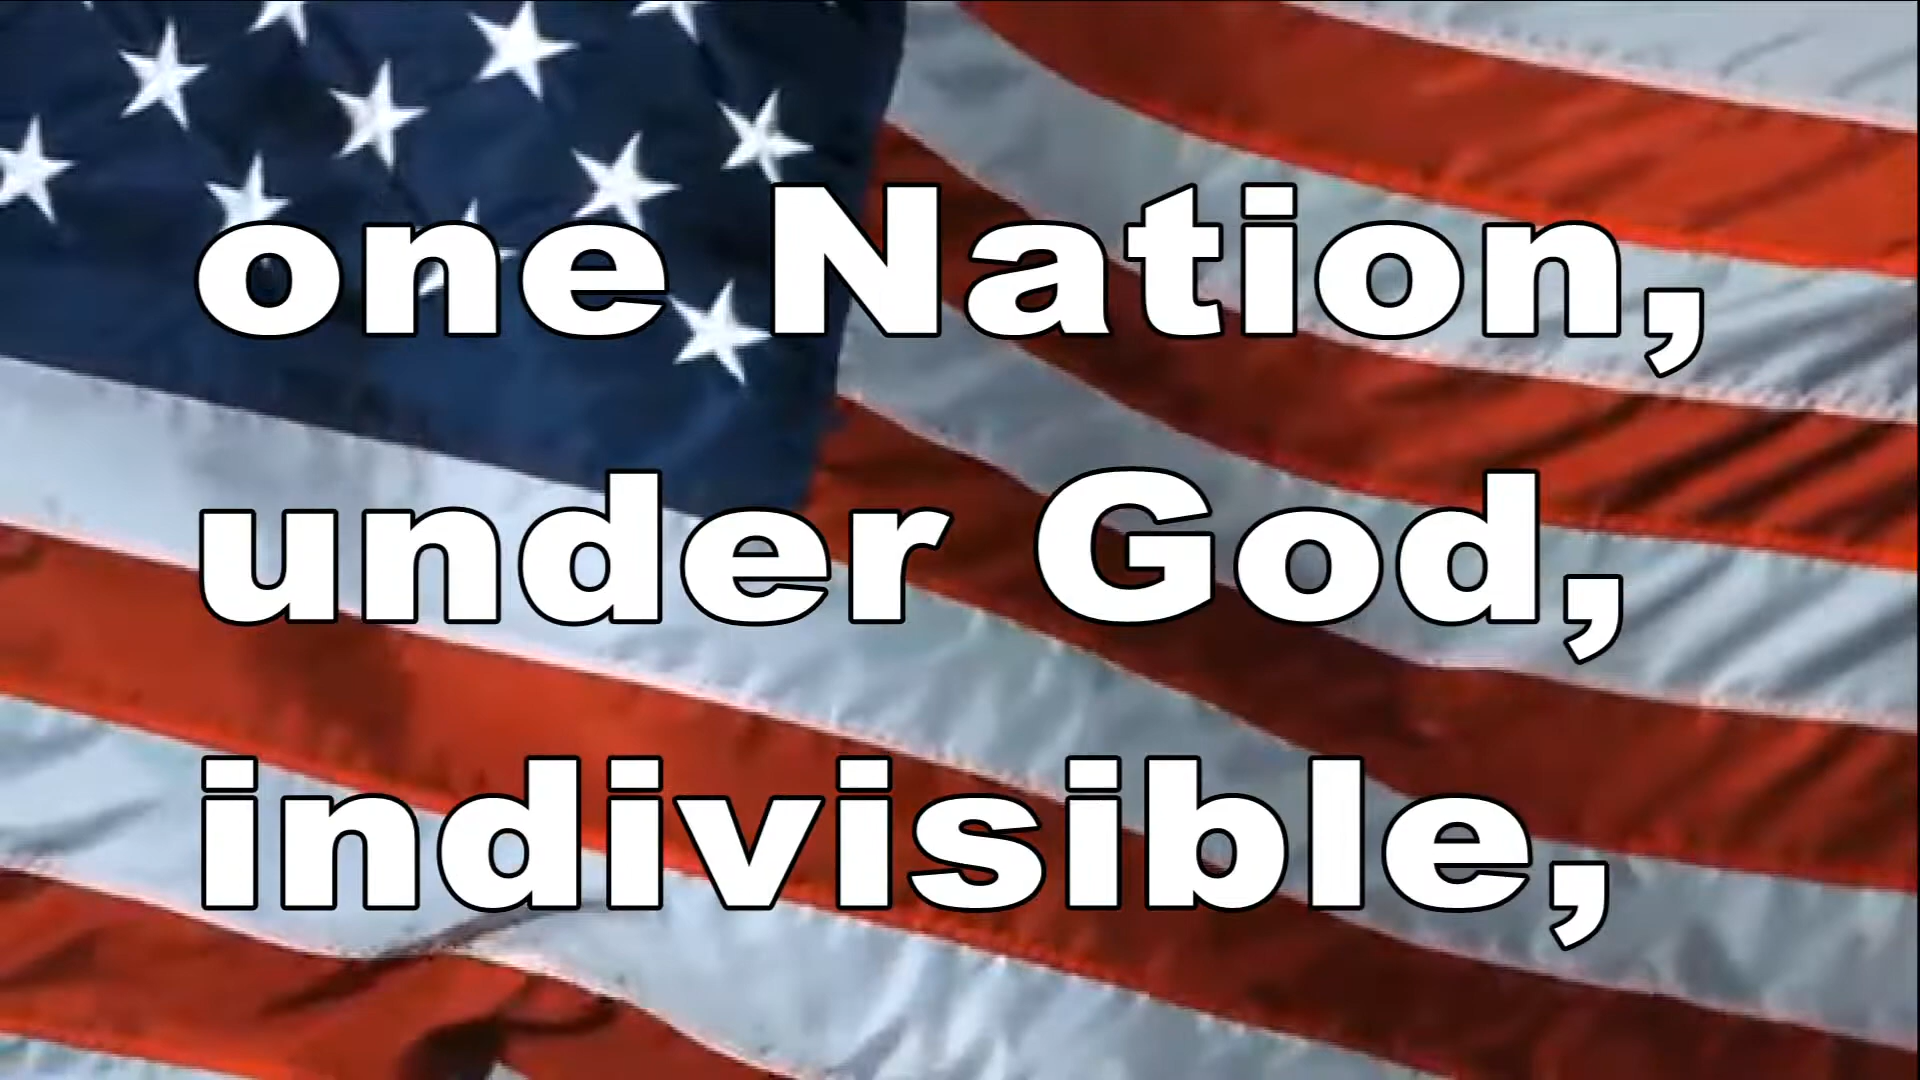 one Nation,
under God,
indivisible,